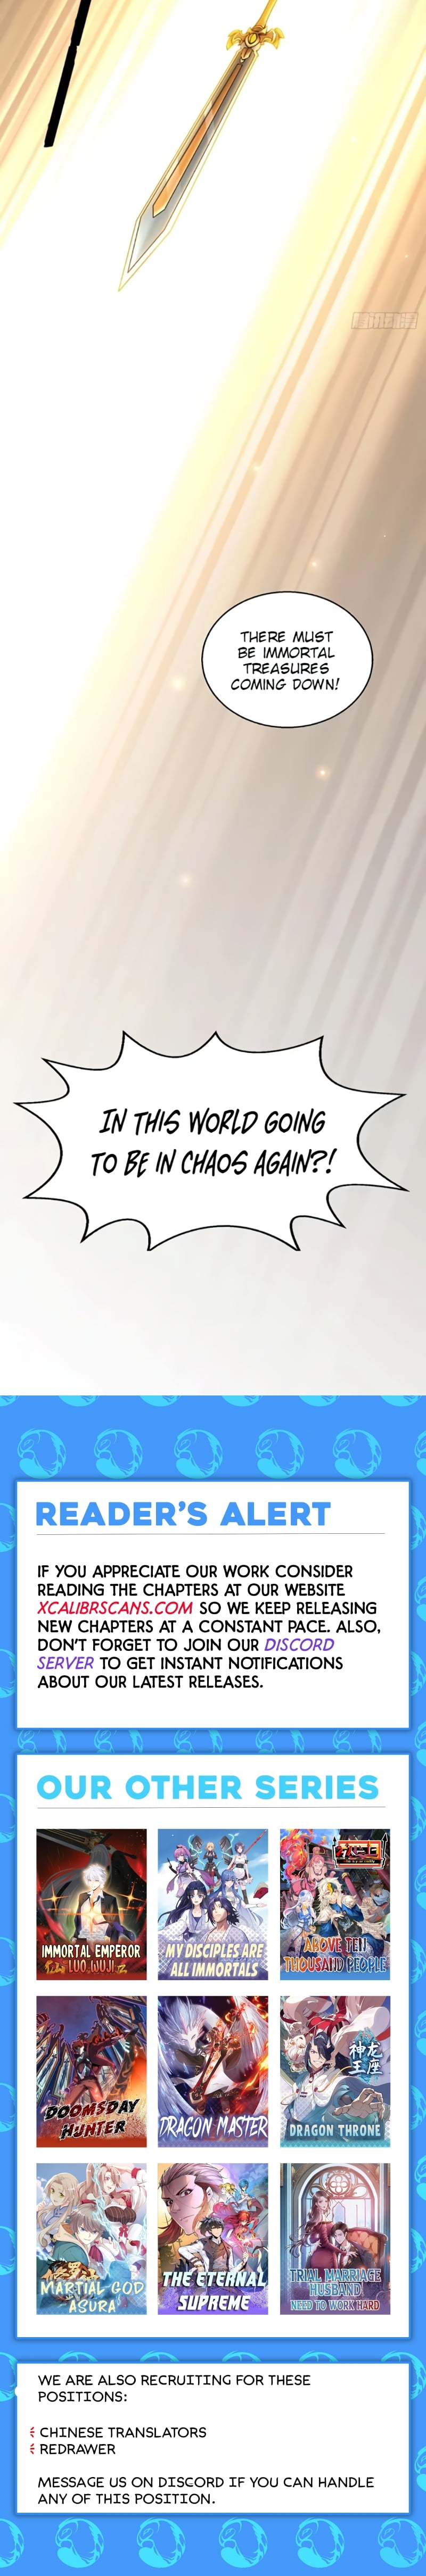 腾讯动漫
THERE MUST
BE IMMORTAL
TREASURES
COMING DOWN!
IN THIS WORLD GOING
TO BE IN CHAOS AGAIN?!
READER'S ALERT
IF YOU APPRECIATE OUR WORK CONSIDER
READING THE CHAPTERS AT OUR WEBSITE
XCALIBRSCANS.COM SO WE KEEP RELEASING
NEW CHAPTERS AT A CONSTANT PACE. ALSO,
DON'T FORGET TO JOIN OUR DISCORD
SERVER TO GET INSTANT NOTIFICATIONS
ABOUT OUR LATEST RELEASES.
OUR OTHER SERIES
IMMORTAL EMPEROR
LUO WUJI
MY DISCIPLES ARE
ALL IMMORTALS
ABOVE TEN
THOUSAND PEOPLE
DOOMSDAY
HUNTER
DRAGON MASTER
神龙
王座
DRAGON THRONE
MARTIAL GOD
ASURA
THE ETERNAL
SUPREME
TRIAL MARRIAGE
HUSBAND
NEED TO WORK HARD
WE ARE ALSO RECRUITING FOR THESE
POSITIONS:
CHINESE TRANSLATORS
REDRAWER
MESSAGE US ON DISCORD IF YOU CAN HANDLE
ANY OF THIS POSITION.